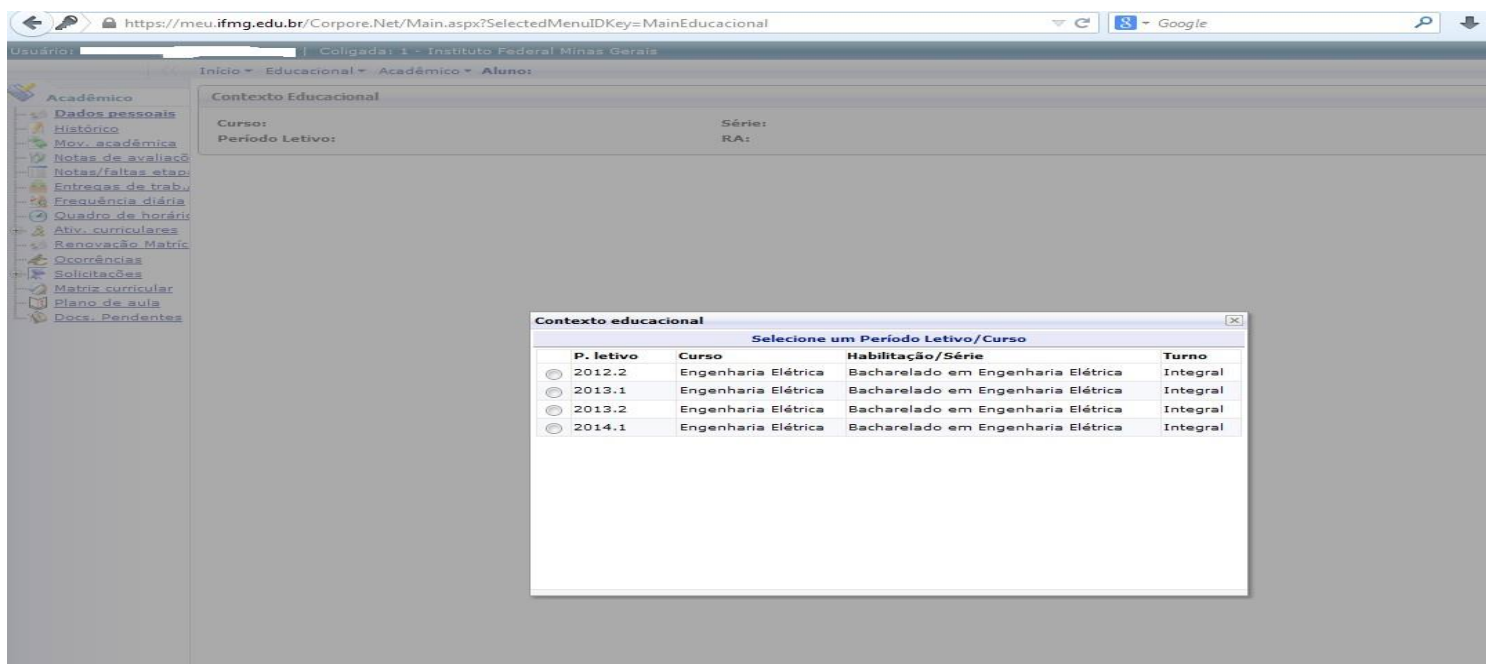 https://meu.ifmg.edu.br/Corpore.Net/Main.aspx?SelectedMenuIDKey=MainEducacional
8 Google
Usuário: | Coligada: 1 - Instituto Federal Minas Gerais
Início Educacional Acadêmico Aluno:
Acadêmico
Dados pessoais
Histórico
Mov. acadêmica
Notas de avaliaçõ
Notas/faltas etap
Entregas de trab.
Frequência diária
Quadro de horári
Ativ. curriculares
Renovação Matríc
Ocorrências
Solicitações
Matriz curricular
Plano de aula
Docs. Pendentes
Contexto Educacional
Curso: Série:
Período Letivo: RA:
Contexto educacional
Selecione um Período Letivo/Curso
P. letivo Curso Habilitação/Série Turno
2012.2 Engenharia Elétrica Bacharelado em Engenharia Elétrica Integral
2013.1 Engenharia Elétrica Bacharelado em Engenharia Elétrica Integral
2013.2 Engenharia Elétrica Bacharelado em Engenharia Elétrica Integral
2014.1 Engenharia Elétrica Bacharelado em Engenharia Elétrica Integral